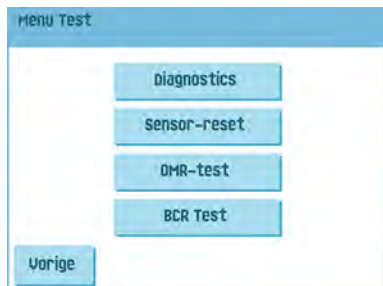 Menu Test
Diagnostics
Sensor-reset
OMR-test
BCR Test
Vorige